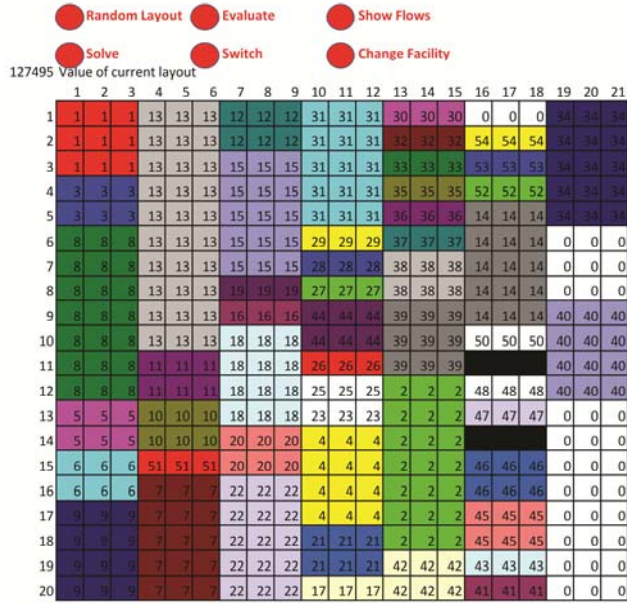 Random Layout Evaluate Show Flows
Solve Switch Change Facility
127495 Value of current layout
1 2 3 4 5 6 7 8 9 10 11 12 13 14 15 16 17 18 19 20 21
1 1 1 1 13 13 13 12 12 12 31 31 31 30 30 30 0 0 0 34 34 34
2 1 1 1 13 13 13 12 12 12 31 31 31 32 32 32 54 54 54 34 34 34
3 1 1 1 13 13 13 15 15 15 31 31 31 33 33 33 53 53 53 34 34 34
4 3 3 3 13 13 13 15 15 15 31 31 31 35 35 35 52 52 52 34 34 34
5 3 3 3 13 13 13 15 15 15 31 31 31 36 36 36 14 14 14 34 34 34
6 8 8 8 13 13 13 15 15 15 29 29 29 37 37 37 14 14 14 0 0 0
7 8 8 8 13 13 13 15 15 15 28 28 28 38 38 38 14 14 14 0 0 0
8 8 8 8 13 13 13 19 19 19 27 27 27 38 38 38 14 14 14 0 0 0
9 8 8 8 13 13 13 16 16 16 44 44 44 39 39 39 14 14 14 40 40 40
10 8 8 8 13 13 13 18 18 18 44 44 44 39 39 39 50 50 50 40 40 40
11 8 8 8 11 11 11 18 18 18 26 26 26 39 39 39 40 40 40
12 8 8 8 11 11 11 18 18 18 25 25 25 2 2 2 48 48 48 40 40 40
13 5 5 5 10 10 10 18 18 18 23 23 23 2 2 2 47 47 47 0 0 0
14 5 5 5 10 10 10 20 20 20 4 4 4 2 2 2 0 0 0
15 6 6 6 51 51 51 20 20 20 4 4 4 2 2 2 46 46 46 0 0 0
16 6 6 6 7 7 7 22 22 22 4 4 4 2 2 2 46 46 46 0 0 0
17 9 9 9 7 7 7 22 22 22 4 4 4 2 2 2 45 45 45 0 0 0
18 9 9 9 7 7 7 22 22 22 21 21 21 2 2 2 45 45 45 0 0 0
19 9 9 9 7 7 7 22 22 22 21 21 21 42 42 42 43 43 43 0 0 0
20 9 9 9 7 7 7 22 22 22 17 17 17 42 42 42 41 41 41 0 0 0